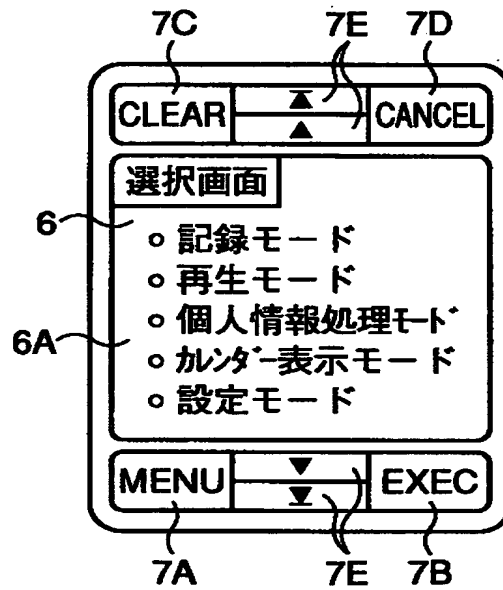 7C 7E 7D
CLEAR CANCEL
選択画面
6
○ 記録モード
○ 再生モード
○ 個人情報処理モード
6A
○ カレンダー表示モード
○ 設定モード
MENU EXEC
7A 7E 7B